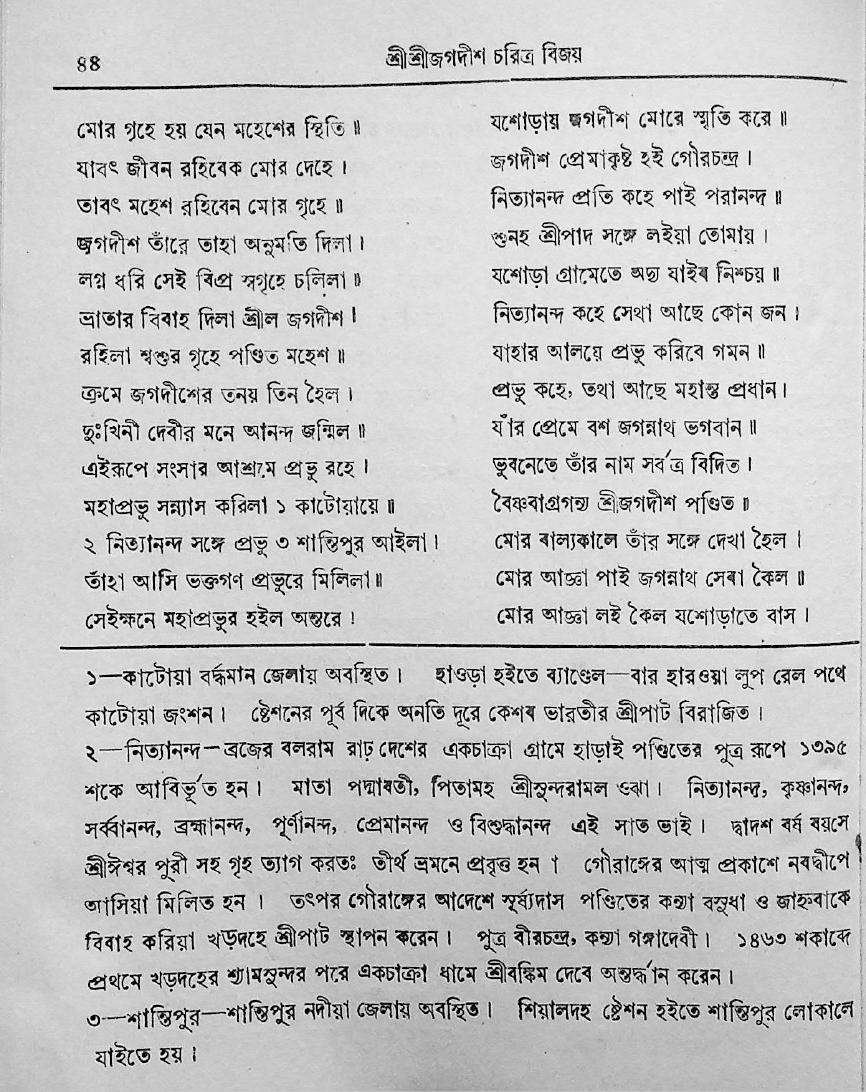 ৪৪
শ্রীশ্রীজগদীশ চরিত্র বিজয়
মোর গৃহে হয় যেন মহেশের স্থিতি॥
যাবৎ জীবন রহিবেক মোর দেহে।
তাবৎ মহেশ রহিবেন মোর গৃহে॥
জগদীশ তাঁরে তাহা অনুমতি দিলা।
লগ্ন ধরি সেই বিপ্র স্বগৃহে চলিলা॥
ভ্রাতার বিবাহ দিলা শ্রীল জগদীশ।
রহিলা শ্বশুর গৃহে পণ্ডিত মহেশ॥
ক্রমে জগদীশের তনয় তিন হৈল।
দুঃখিনী দেবীর মনে আনন্দ জন্মিল॥
এইরূপে সংসার আশ্রমে প্রভু রহে।
মহাপ্রভু সন্ন্যাস করিলা ১ কাটোয়ায়ে॥
২ নিত্যানন্দ সঙ্গে প্রভু ৩ শান্তিপুর আইলা।
তাঁহা আসি ভক্তগণ প্রভুরে মিলিলা॥
সেইক্ষনে মহাপ্রভুর হইল অন্তরে।
যশোড়ায় জগদীশ মোরে স্মৃতি করে॥
জগদীশ প্রেমাকৃষ্ট হই গৌরচন্দ্র।
নিত্যানন্দ প্রতি কহে পাই পরানন্দ॥
শুনহ শ্রীপাদ সঙ্গে লইয়া তোমায়।
যশোড়া গ্রামেতে অদ্য যাইব নিশ্চয়॥
নিত্যানন্দ কহে সেথা আছে কোন জন।
যাহার আলয়ে প্রভু করিবে গমন॥
প্রভু কহে, তথা আছে মহান্ত প্রধান।
যাঁর প্রেমে বশ জগন্নাথ ভগবান॥
ভুবনেতে তাঁর নাম সর্বত্র বিদিত।
বৈষ্ণবাগ্রগন্য শ্রীজগদীশ পণ্ডিত॥
মোর বাল্যকালে তাঁর সঙ্গে দেখা হৈল।
মোর আজ্ঞা পাই জগন্নাথ সেবা কৈল॥
মোর আজ্ঞা লই কৈল যশোড়াতে বাস।
১—কাটোয়া বর্দ্ধমান জেলায় অবস্থিত। হাওড়া হইতে ব্যাণ্ডেল—বার হারওয়া লুপ রেল পথে
কাটোয়া জংশন। ষ্টেশনের পূর্ব দিকে অনতি দূরে কেশব ভারতীর শ্রীপাট বিরাজিত।
২—নিত্যানন্দ—ব্রজের বলরাম রাঢ় দেশের একচাক্রা গ্রামে হাড়াই পণ্ডিতের পুত্র রূপে ১৩৯৫
শকে আবির্ভূত হন। মাতা পদ্মাবতী, পিতামহ শ্রীসুন্দরামল ওঝা। নিত্যানন্দ, কৃষ্ণানন্দ,
সর্ব্বানন্দ, ব্রহ্মানন্দ, পূর্ণানন্দ, প্রেমানন্দ ও বিশুদ্ধানন্দ এই সাত ভাই। দ্বাদশ বর্ষ বয়সে
শ্রীঈশ্বর পুরী সহ গৃহ ত্যাগ করতঃ তীর্থ ভ্রমনে প্রবৃত্ত হন। গৌরাঙ্গের আত্ম প্রকাশে নবদ্বীপে
আসিয়া মিলিত হন। তৎপর গৌরাঙ্গের আদেশে সূর্য্যদাস পণ্ডিতের কন্যা বসুধা ও জাহ্নবাকে
বিবাহ করিয়া খড়দহে শ্রীপাট স্থাপন করেন। পুত্র বীরচন্দ্র, কন্যা গঙ্গাদেবী। ১৪৬৩ শকাব্দে
প্রথমে খড়দহের শ্যামসুন্দর পরে একচাক্রা ধামে শ্রীবঙ্কিম দেবে অন্তর্দ্ধান করেন।
৩—শান্তিপুর—শান্তিপুর নদীয়া জেলায় অবস্থিত। শিয়ালদহ ষ্টেশন হইতে শান্তিপুর লোকালে
যাইতে হয়।